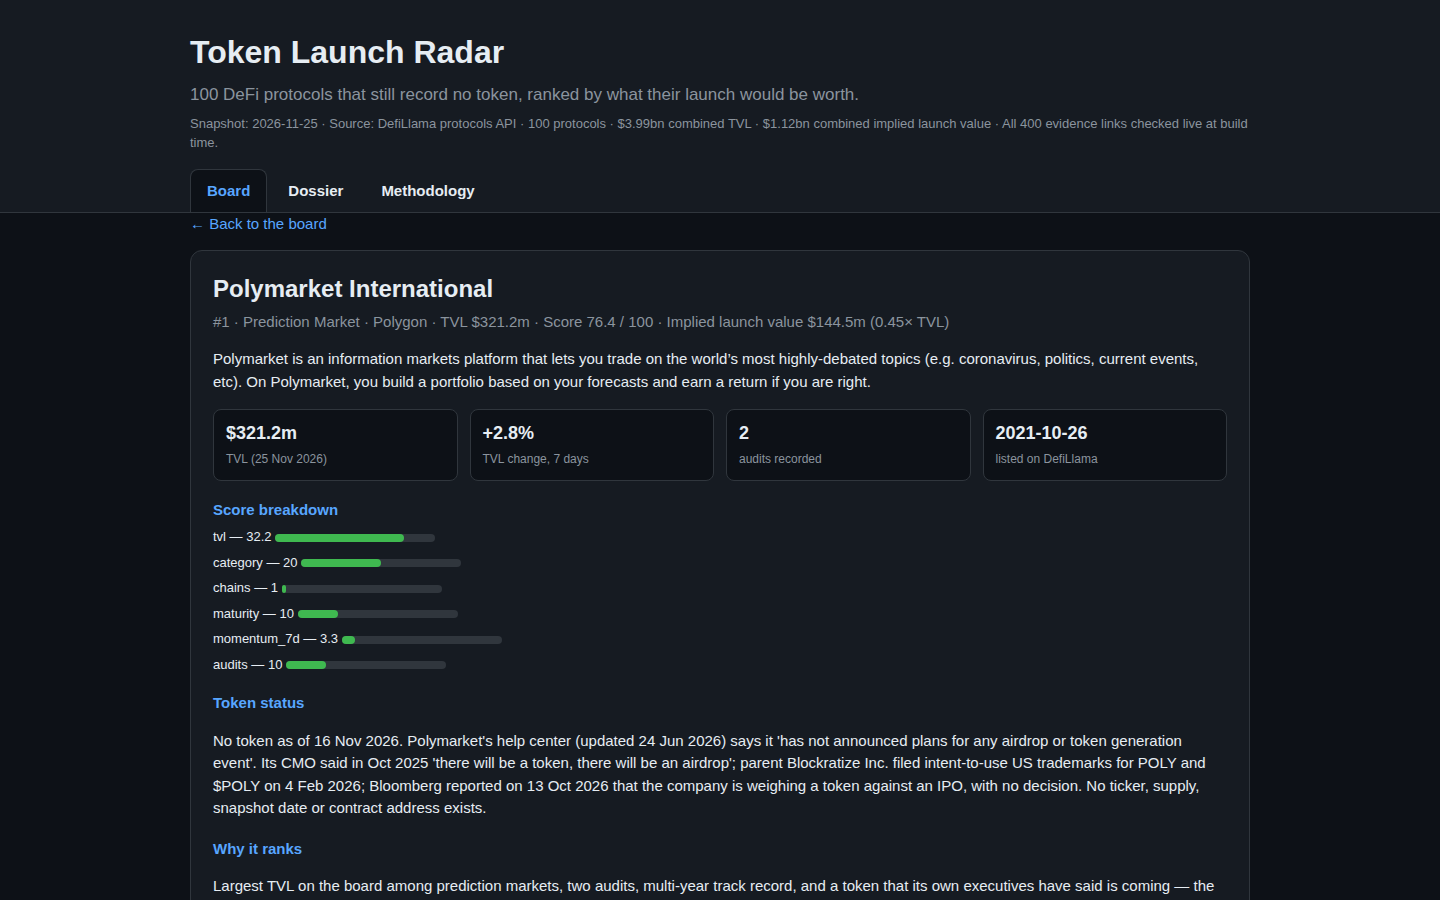 Token Launch Radar
100 DeFi protocols that still record no token, ranked by what their launch would be worth.
Snapshot: 2026-11-25 · Source: DefiLlama protocols API · 100 protocols · $3.99bn combined TVL · $1.12bn combined implied launch value · All 400 evidence links checked live at build
time.
Board Dossier Methodology
← Back to the board
Polymarket International
#1 · Prediction Market · Polygon · TVL $321.2m · Score 76.4 / 100 · Implied launch value $144.5m (0.45× TVL)
Polymarket is an information markets platform that lets you trade on the world’s most highly-debated topics (e.g. coronavirus, politics, current events,
etc). On Polymarket, you build a portfolio based on your forecasts and earn a return if you are right.
$321.2m +2.8% 2 2021-10-26
TVL (25 Nov 2026) TVL change, 7 days audits recorded listed on DefiLlama
Score breakdown
tvl — 32.2
category — 20
chains — 1
maturity — 10
momentum_7d — 3.3
audits — 10
Token status
No token as of 16 Nov 2026. Polymarket's help center (updated 24 Jun 2026) says it 'has not announced plans for any airdrop or token generation
event'. Its CMO said in Oct 2025 'there will be a token, there will be an airdrop'; parent Blockratize Inc. filed intent-to-use US trademarks for POLY and
$POLY on 4 Feb 2026; Bloomberg reported on 13 Oct 2026 that the company is weighing a token against an IPO, with no decision. No ticker, supply,
snapshot date or contract address exists.
Why it ranks
Largest TVL on the board among prediction markets, two audits, multi-year track record, and a token that its own executives have said is coming — the